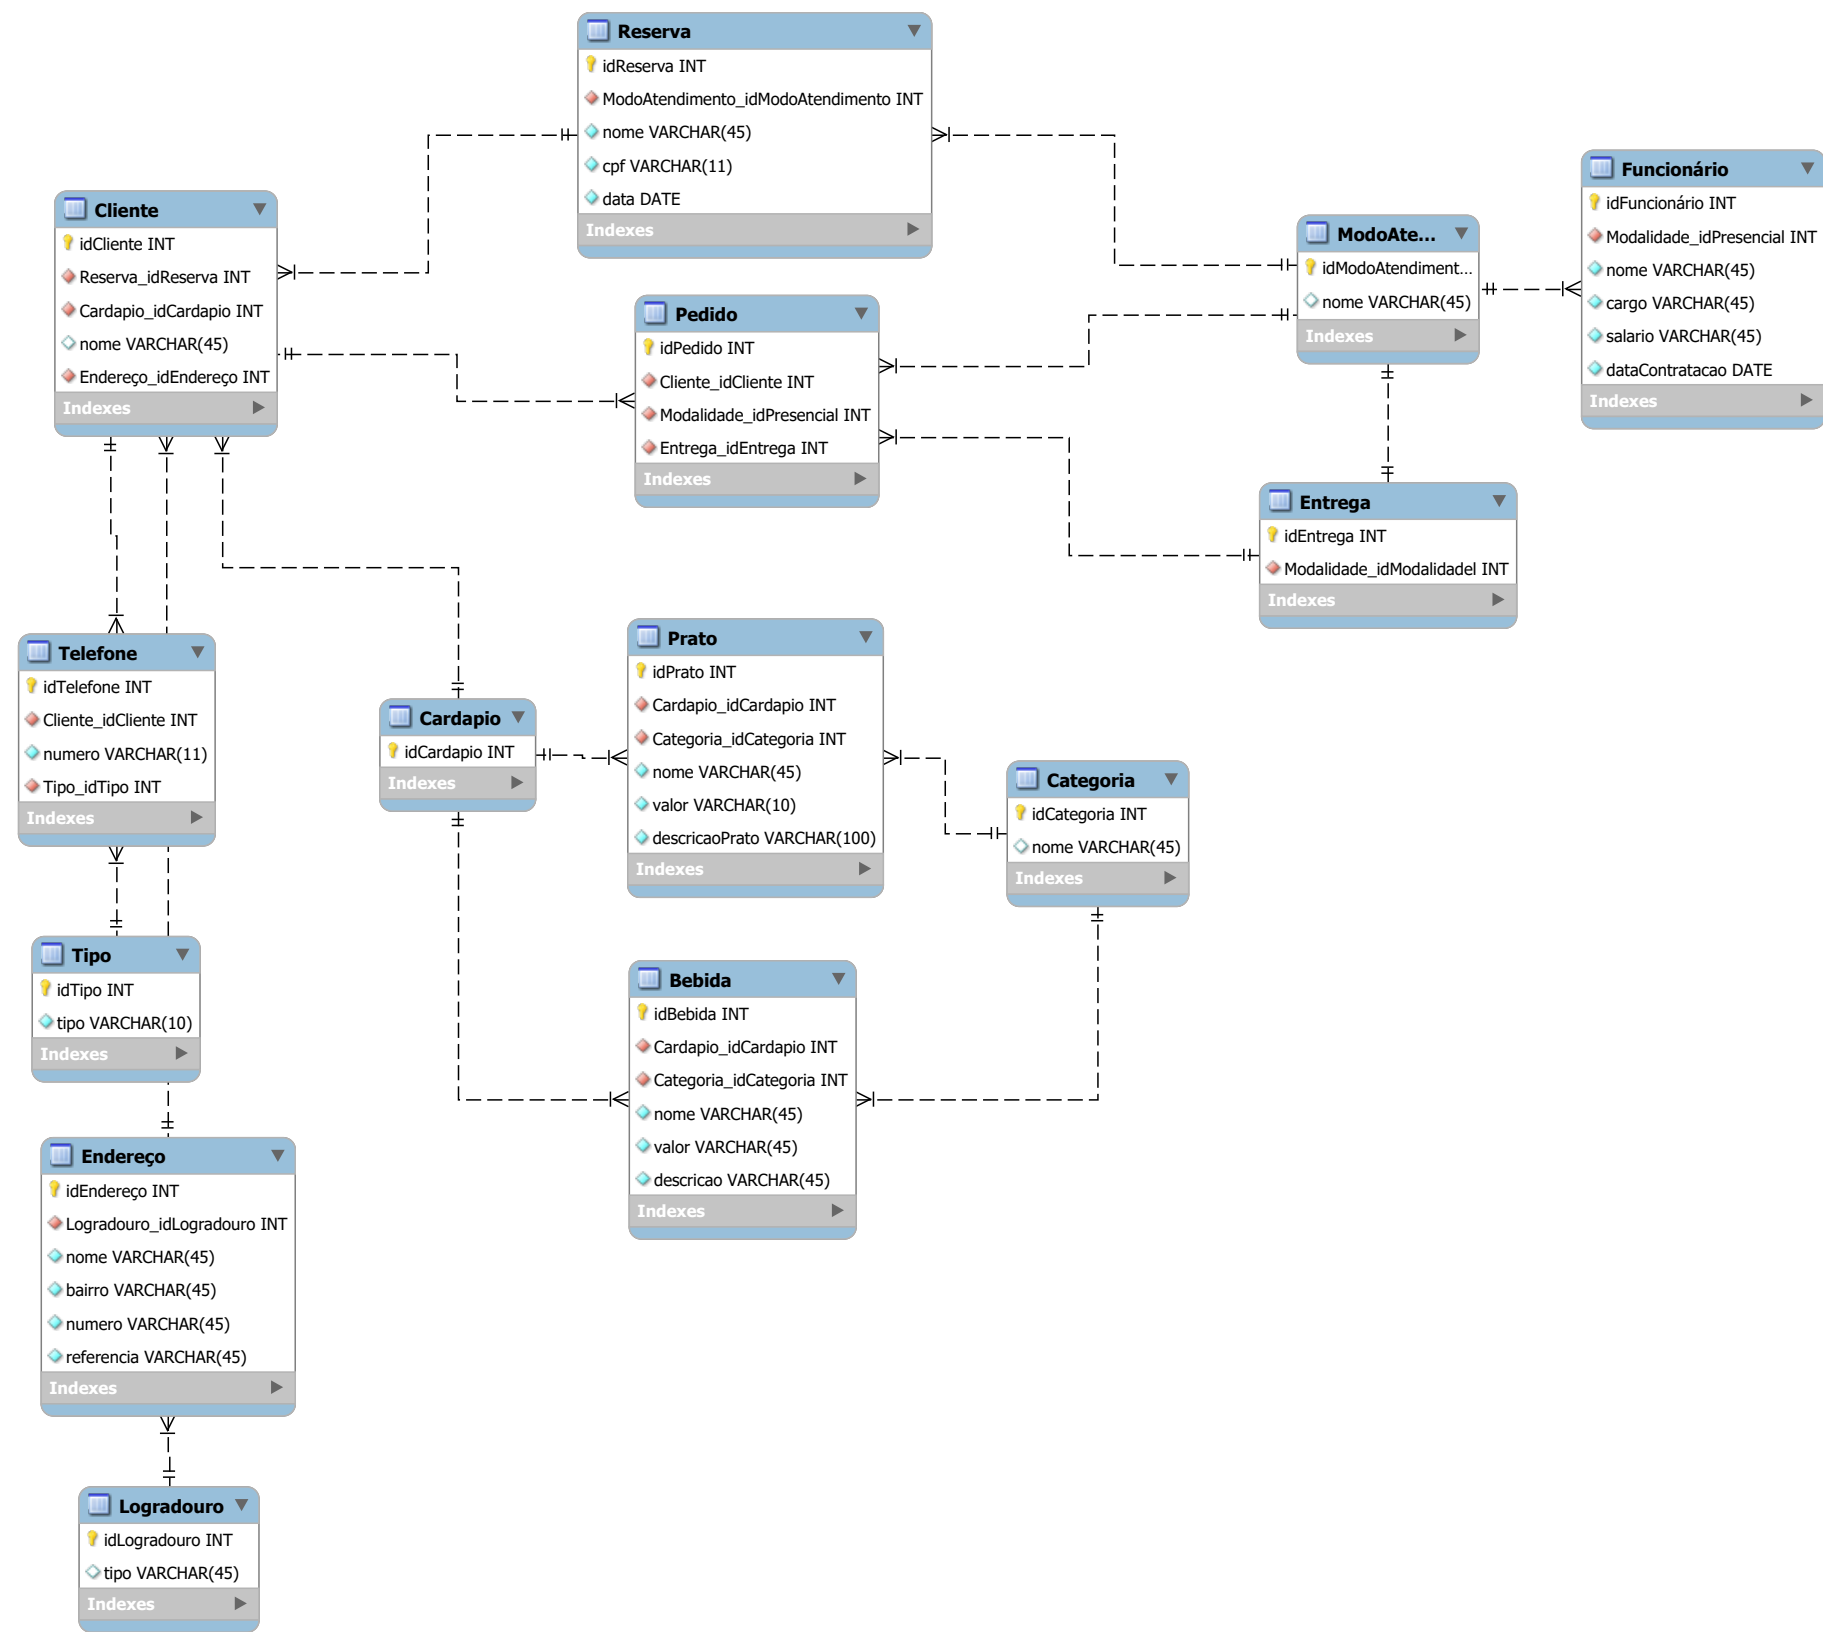 Reserva
idReserva INT
ModoAtendimento_idModoAtendimento INT
nome VARCHAR(45)
cpf VARCHAR(11)
data DATE
Indexes
Funcionário
idFuncionário INT
Modalidade_idPresencial INT
nome VARCHAR(45)
cargo VARCHAR(45)
salario VARCHAR(45)
dataContratacao DATE
Indexes
Cliente
idCliente INT
Reserva_idReserva INT
Cardapio_idCardapio INT
nome VARCHAR(45)
Endereço_idEndereço INT
Indexes
ModoAte...
idModoAtendiment...
nome VARCHAR(45)
Indexes
Pedido
idPedido INT
Cliente_idCliente INT
Modalidade_idPresencial INT
Entrega_idEntrega INT
Indexes
Entrega
idEntrega INT
Modalidade_idModalidadel INT
Indexes
Telefone
idTelefone INT
Cliente_idCliente INT
numero VARCHAR(11)
Tipo_idTipo INT
Indexes
Prato
idPrato INT
Cardapio_idCardapio INT
Categoria_idCategoria INT
nome VARCHAR(45)
valor VARCHAR(10)
descricaoPrato VARCHAR(100)
Indexes
Cardapio
idCardapio INT
Indexes
Categoria
idCategoria INT
nome VARCHAR(45)
Indexes
Tipo
idTipo INT
tipo VARCHAR(10)
Indexes
Bebida
idBebida INT
Cardapio_idCardapio INT
Categoria_idCategoria INT
nome VARCHAR(45)
valor VARCHAR(45)
descricao VARCHAR(45)
Indexes
Endereço
idEndereço INT
Logradouro_idLogradouro INT
nome VARCHAR(45)
bairro VARCHAR(45)
numero VARCHAR(45)
referencia VARCHAR(45)
Indexes
Logradouro
idLogradouro INT
tipo VARCHAR(45)
Indexes